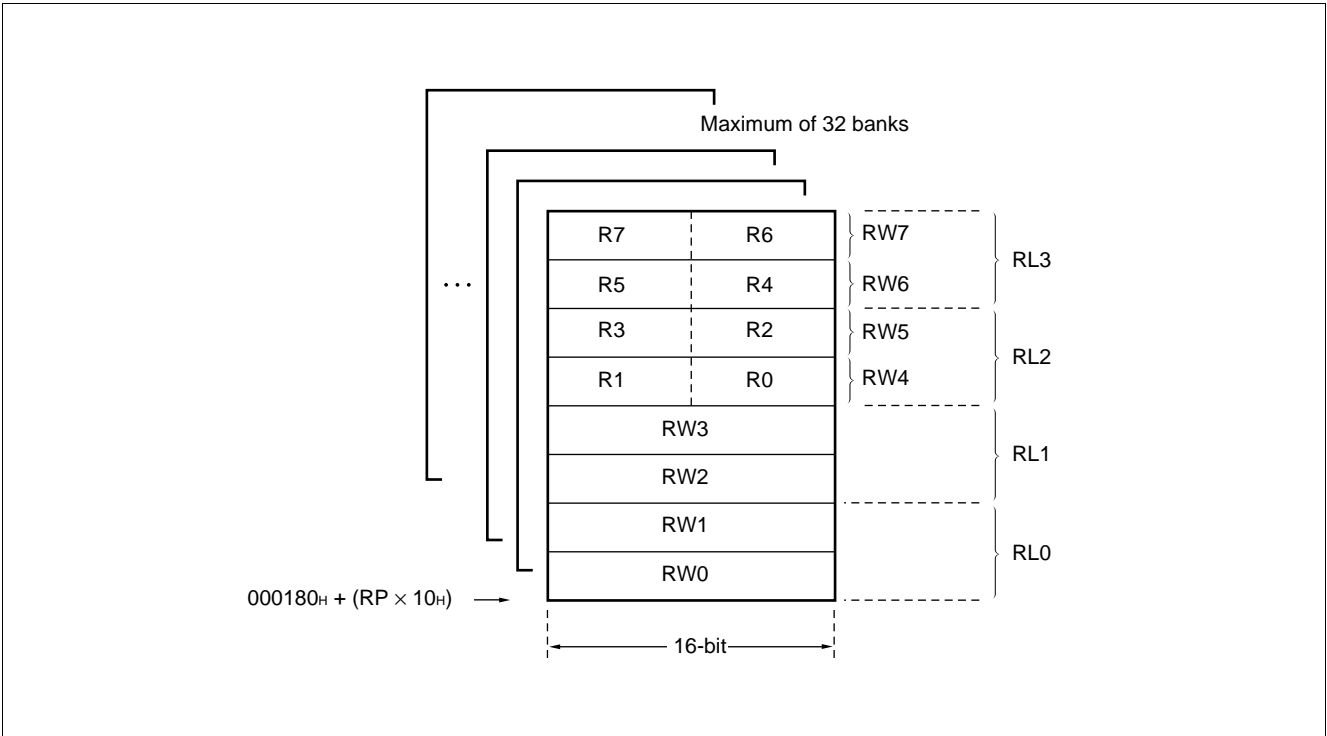 Maximum of 32 banks
R7 R6 RW7
RL3
R5 R4 RW6
R3 R2 RW5
RL2
R1 R0 RW4
RW3
RL1
RW2
RW1
RL0
RW0
000180H + (RP × 10H)
16-bit
...